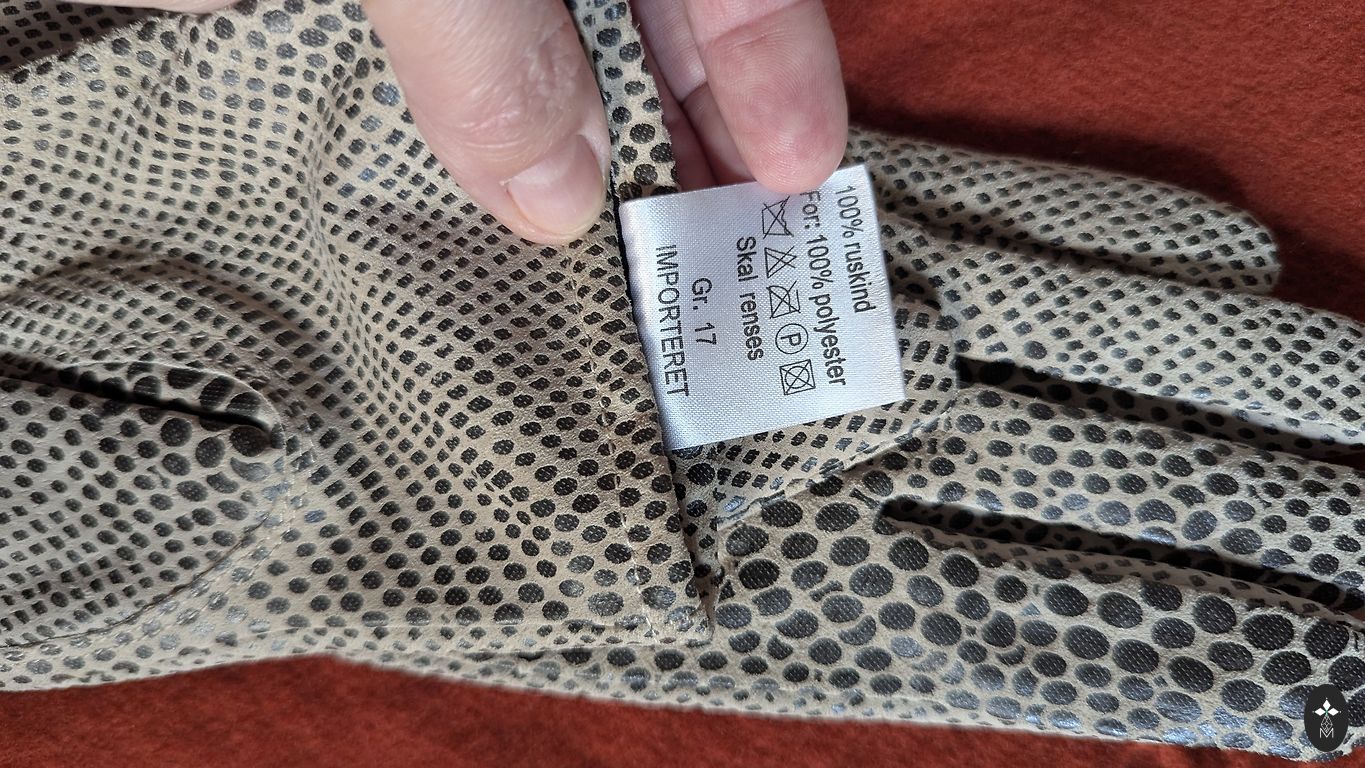 100% ruskind
For: 100% polyester
P
Skal renses
Gr. 17
IMPORTERET
M